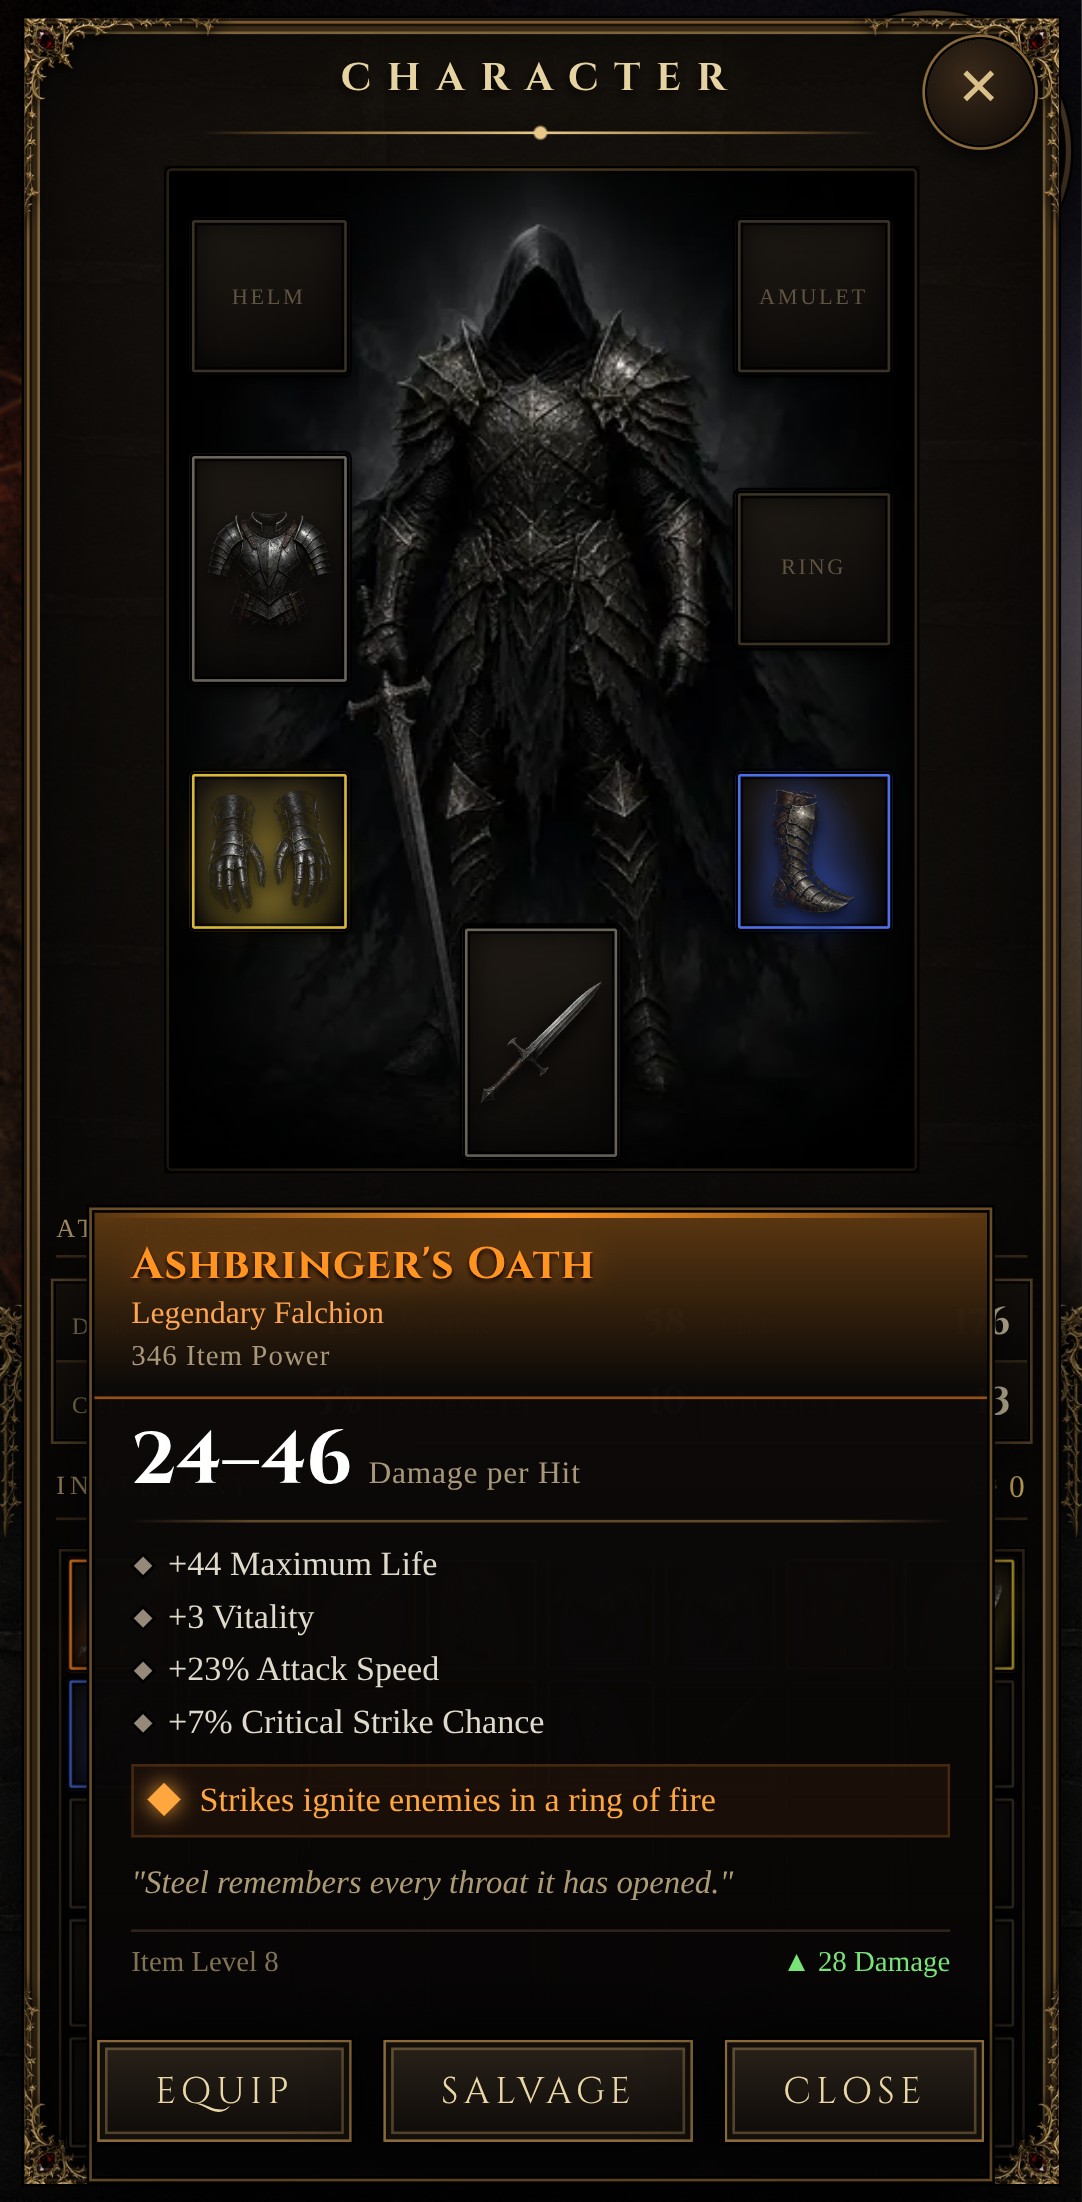 CHARACTER
HELM
AMULET
RING
Ashbringer's Oath
Legendary Falchion
346 Item Power
24–46 Damage per Hit
+44 Maximum Life
+3 Vitality
+23% Attack Speed
+7% Critical Strike Chance
Strikes ignite enemies in a ring of fire
"Steel remembers every throat it has opened."
Item Level 8
▲ 28 Damage
EQUIP
SALVAGE
CLOSE